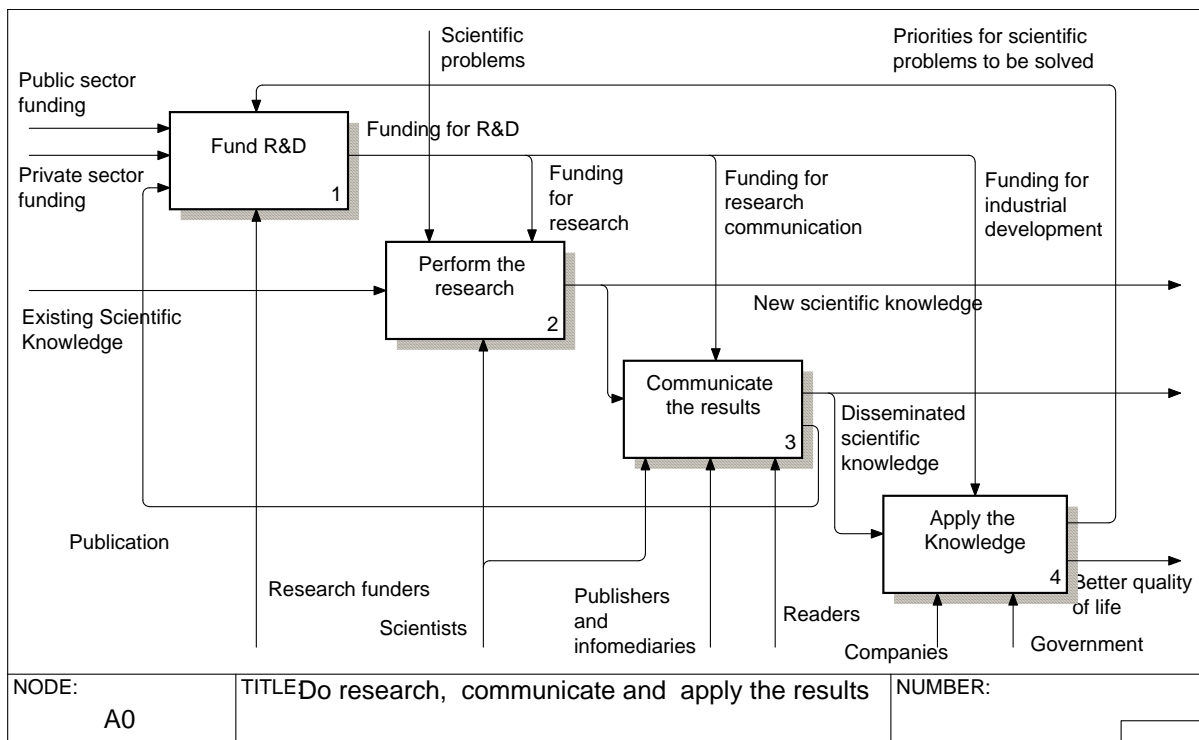 Scientific
problems
Priorities for scientific
problems to be solved
Public sector
funding
Fund R&D
1
Funding for R&D
Private sector
funding
Funding
for
research
Funding for
research
communication
Funding for
industrial
development
Perform the
research
2
Existing Scientific
Knowledge
New scientific knowledge
Communicate
the results
3
Disseminated
scientific
knowledge
Apply the
Knowledge
4
Publication
Research funders
Scientists
Publishers
and
infomediaries
Readers
Better quality
of life
Companies
Government
NODE:
A0
TITLE:
Do research, communicate and apply the results
NUMBER: